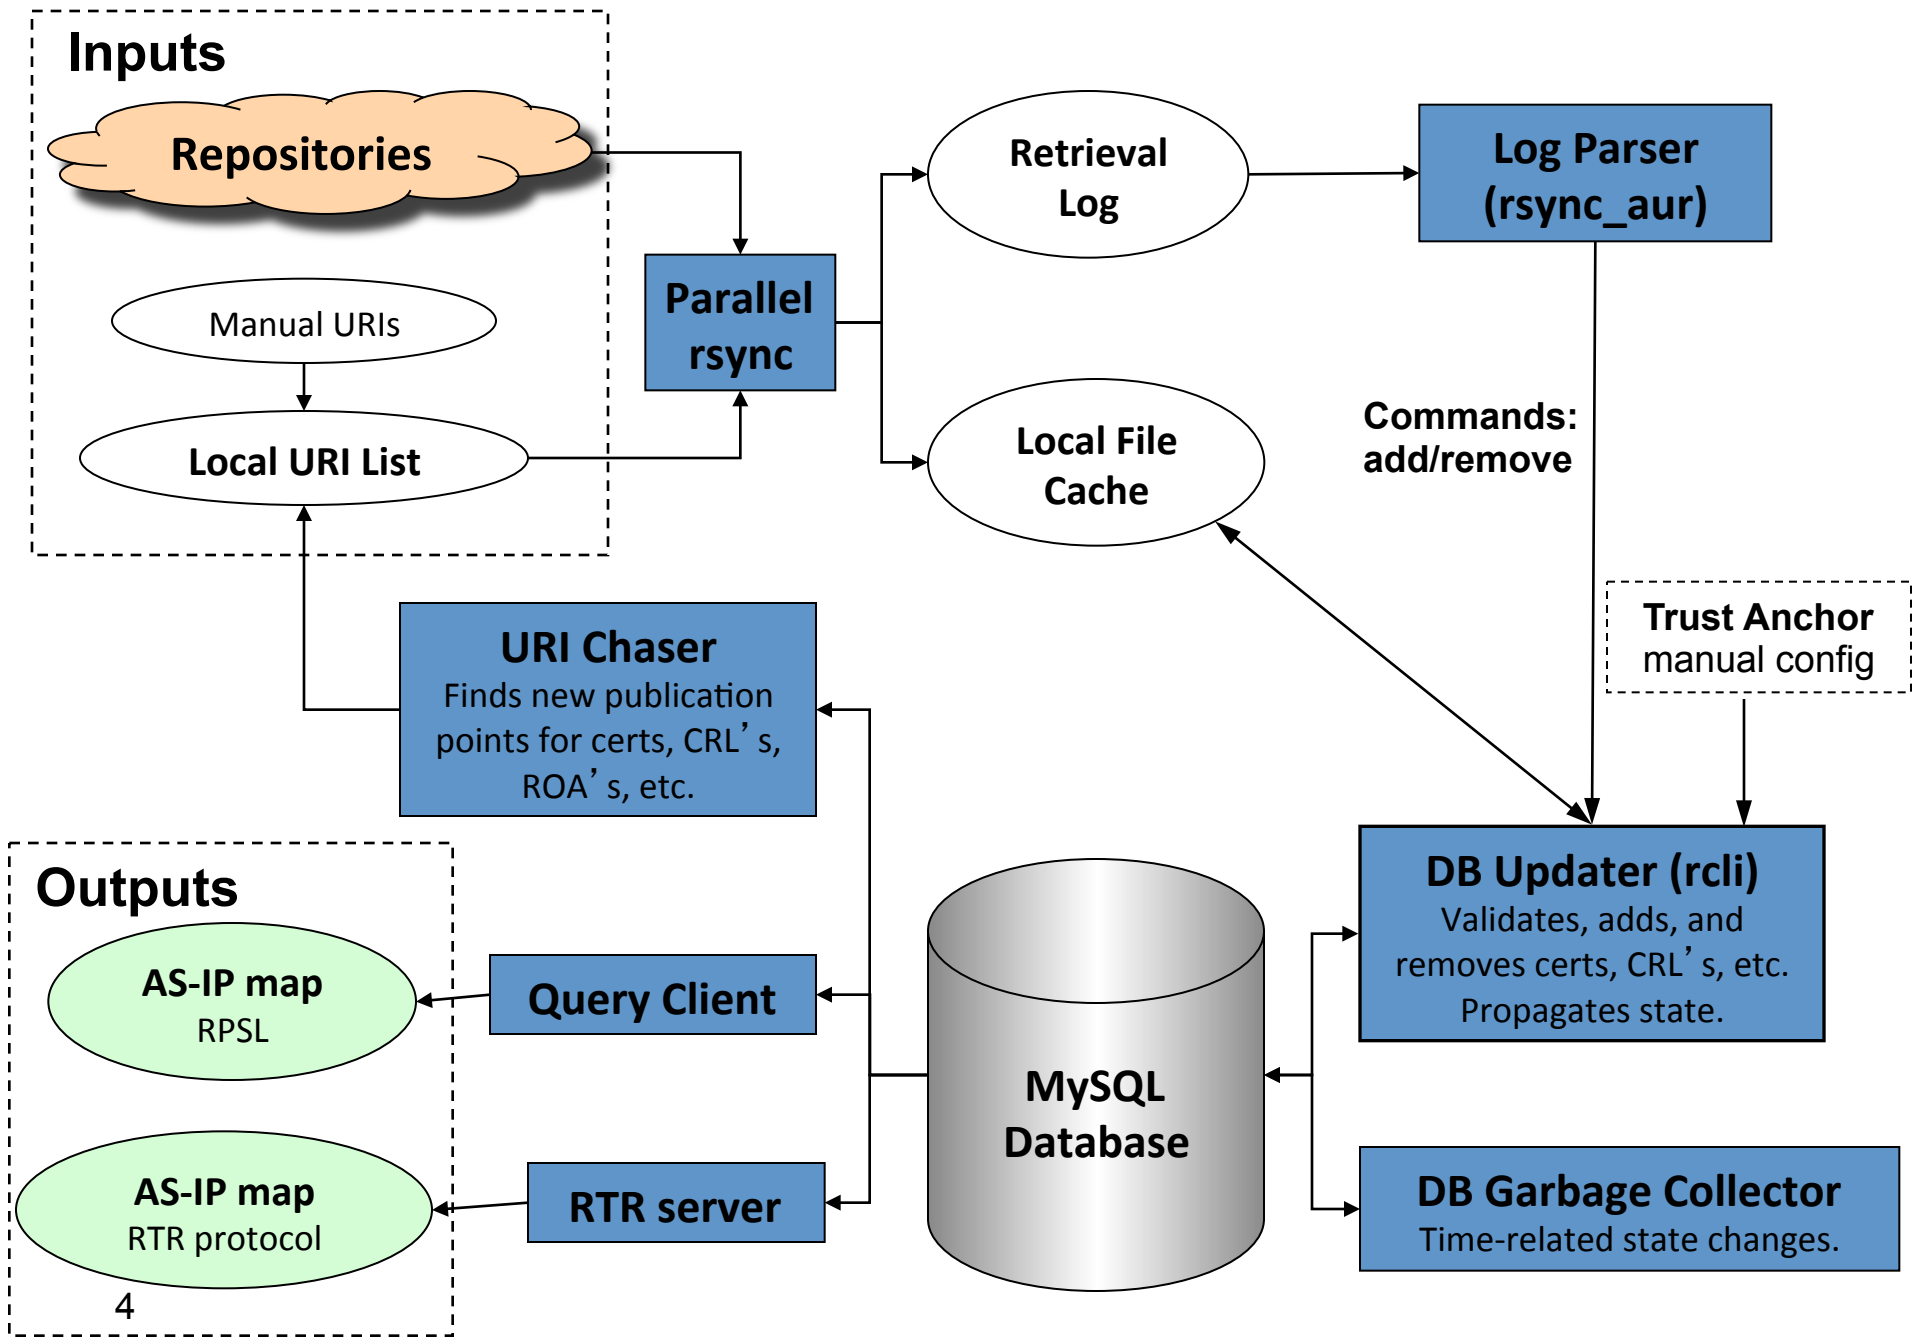 Inputs
Repositories
Manual URIs
Local URI List
Parallel
rsync
Retrieval
Log
Log Parser
(rsync_aur)
Local File
Cache
Commands:
add/remove
Trust Anchor
manual config
URI Chaser
Finds new publication
points for certs, CRL’s,
ROA’s, etc.
Outputs
AS-IP map
RPSL
Query Client
AS-IP map
RTR protocol
RTR server
MySQL
Database
DB Updater (rcli)
Validates, adds, and
removes certs, CRL’s, etc.
Propagates state.
DB Garbage Collector
Time-related state changes.
4